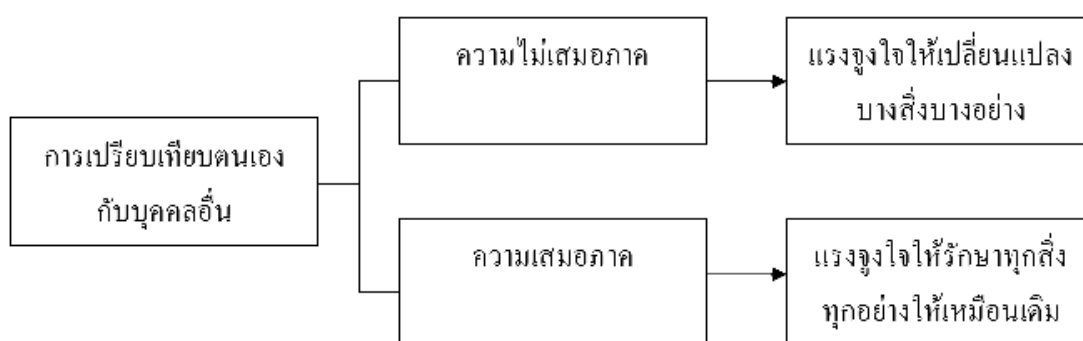 การเปรียบเทียบตนเอง
กับบุคคลอื่น
ความไม่เสมอภาค
แรงจูงใจให้เปลี่ยนแปลง
บางสิ่งบางอย่าง
ความเสมอภาค
แรงจูงใจให้รักษาทุกสิ่ง
ทุกอย่างให้เหมือนเดิม